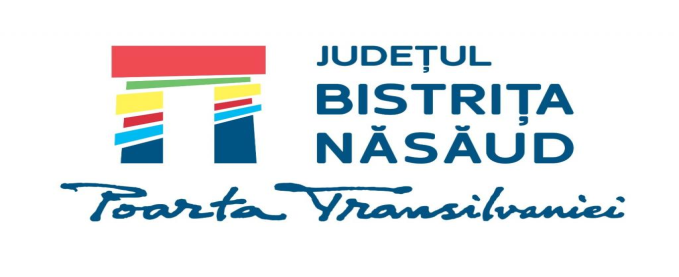 JUDEȚUL
BISTRIȚA
NĂSĂUD
Poarta Transilvaniei